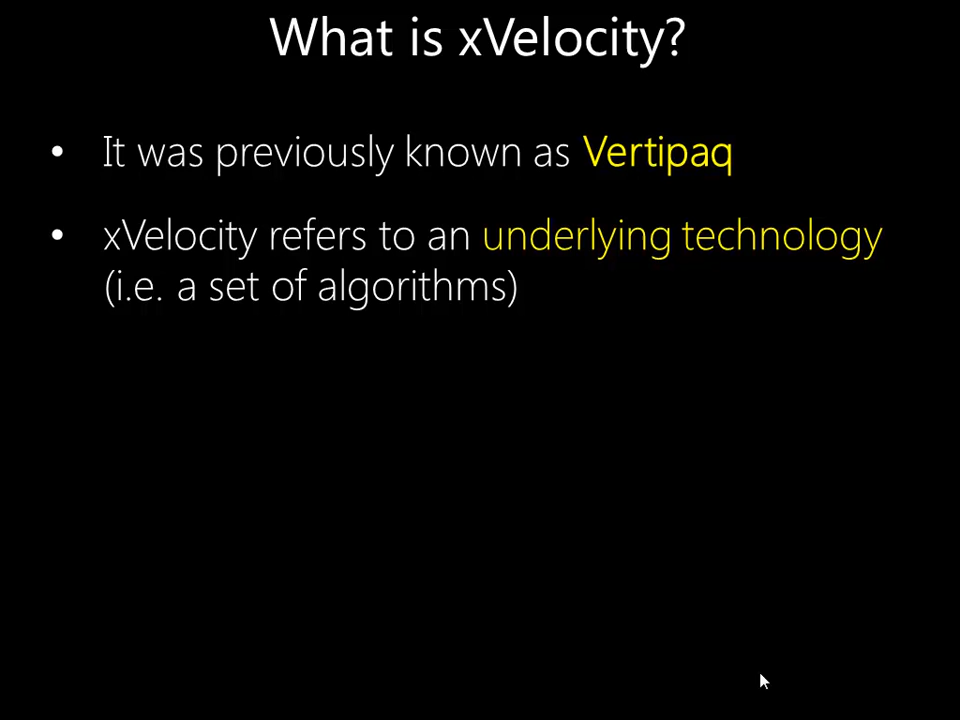 What is xVelocity?
• It was previously known as Vertipaq
• xVelocity refers to an underlying technology
(i.e. a set of algorithms)